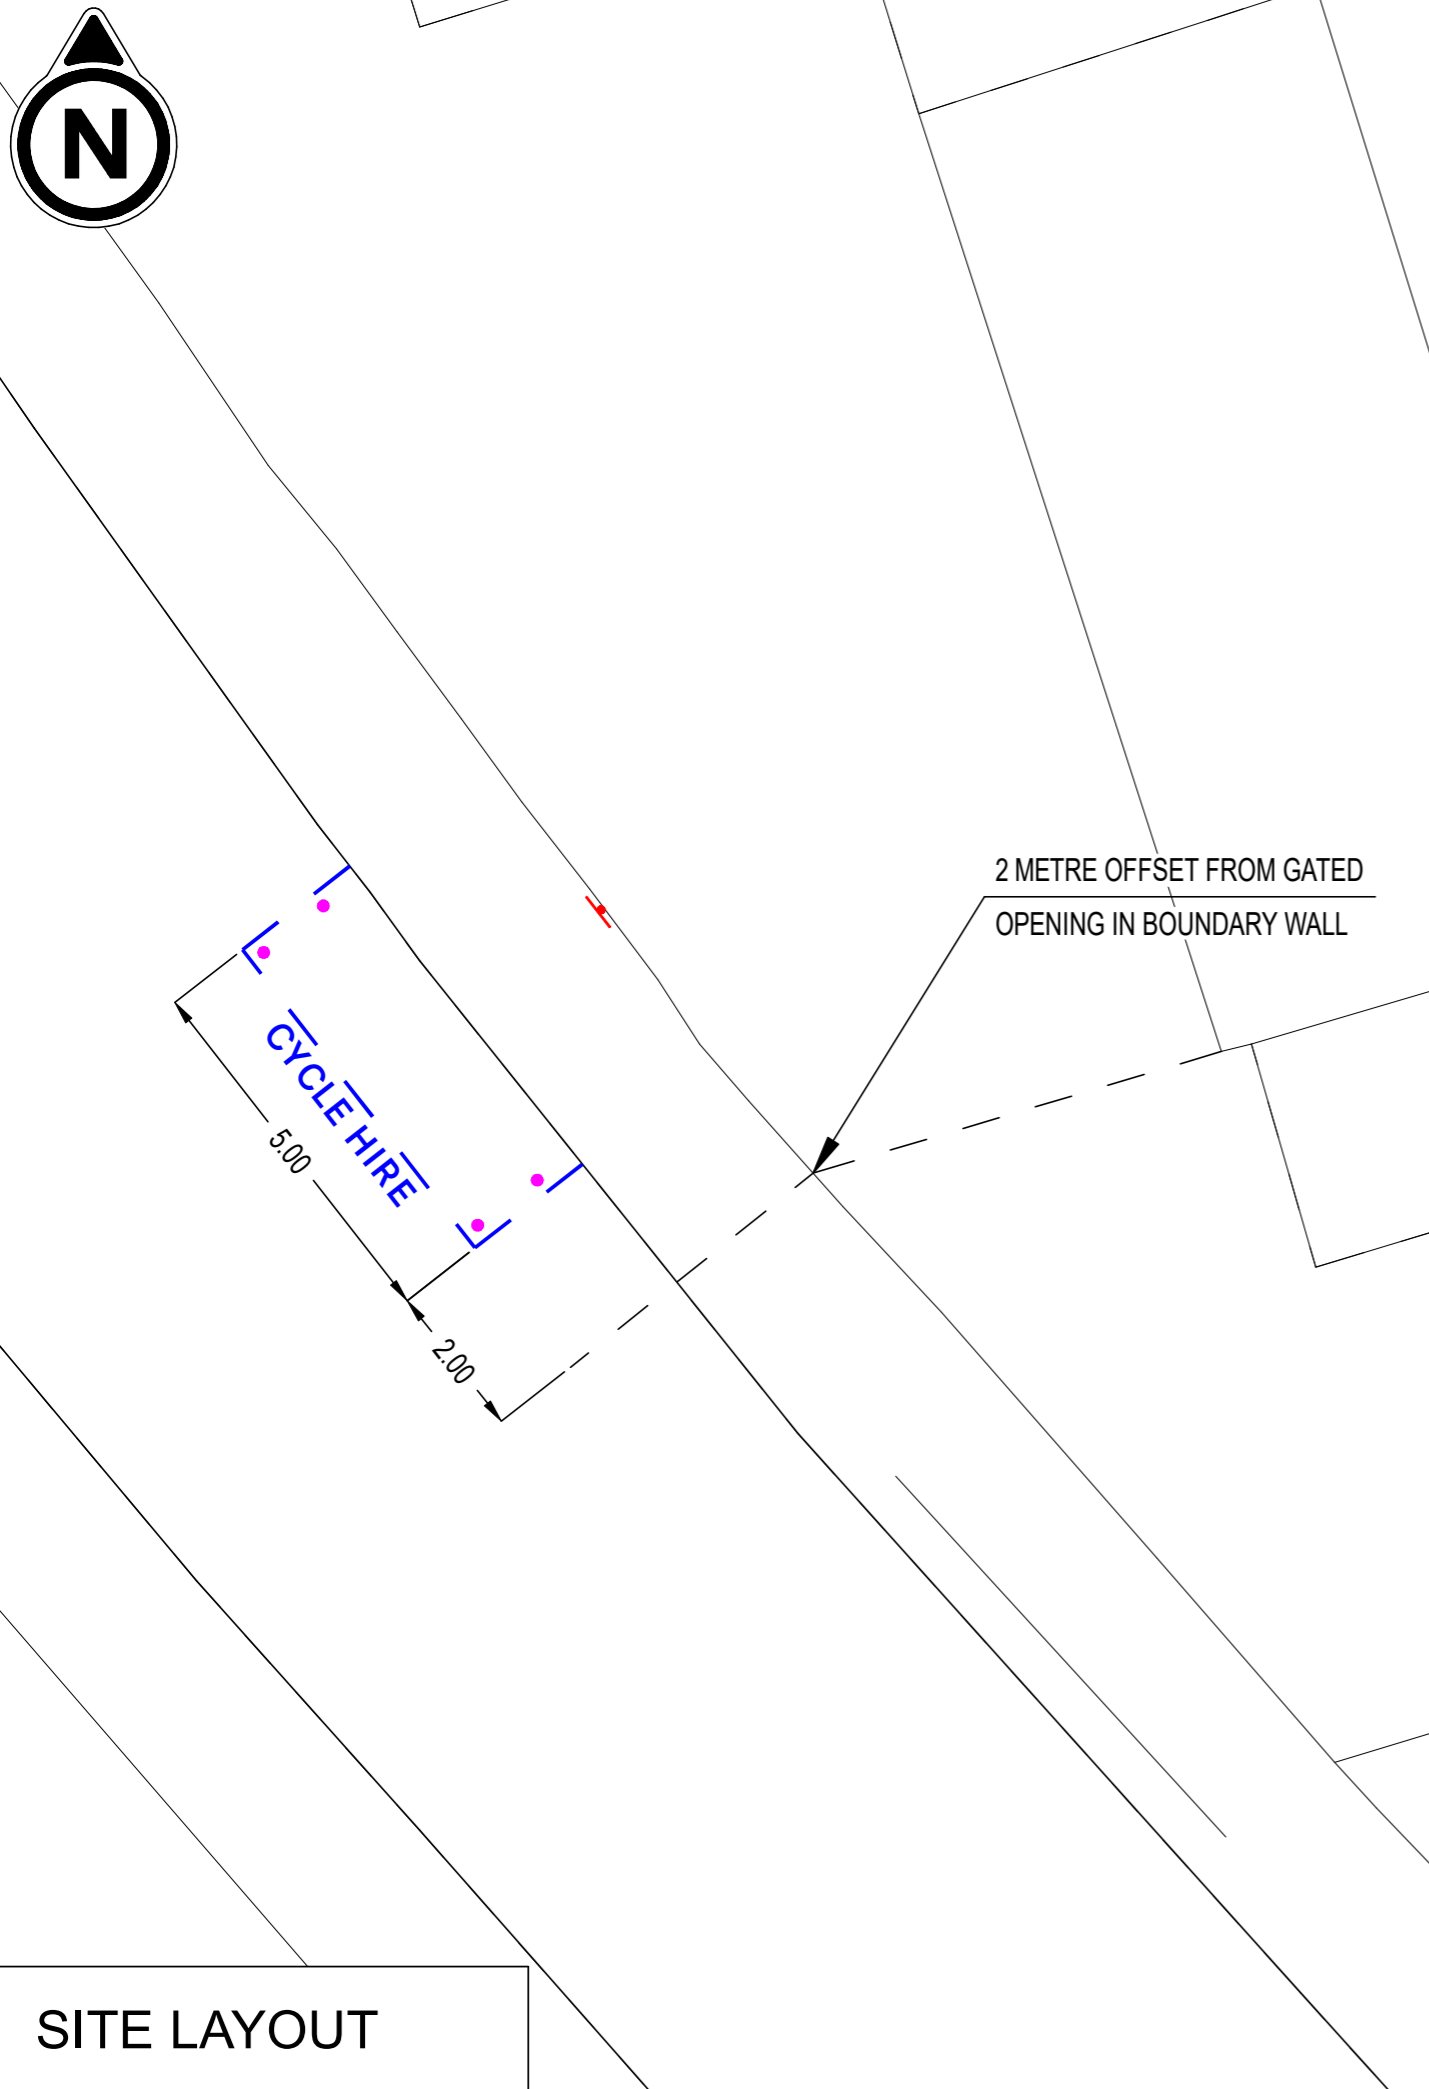 N
2 METRE OFFSET FROM GATED
OPENING IN BOUNDARY WALL
CYCLE HIRE
5.00
2.00
SITE LAYOUT